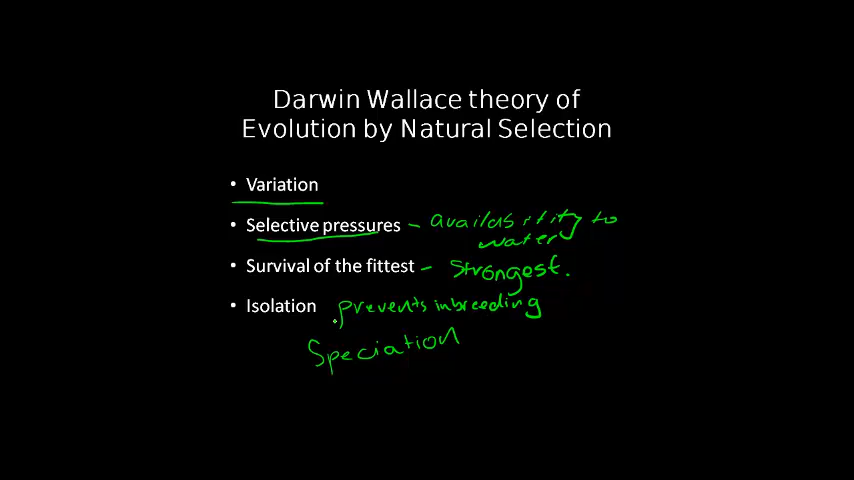 Darwin Wallace theory of
Evolution by Natural Selection
• Variation
• Selective pressures – availability to
water
• Survival of the fittest – strongest.
• Isolation prevents inbreeding
Speciation